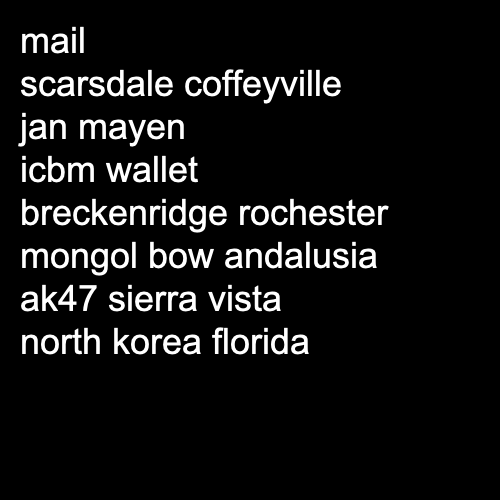 mail
scarsdale coffeyville
jan mayen
icbm wallet
breckenridge rochester
mongol bow andalusia
ak47 sierra vista
north korea florida